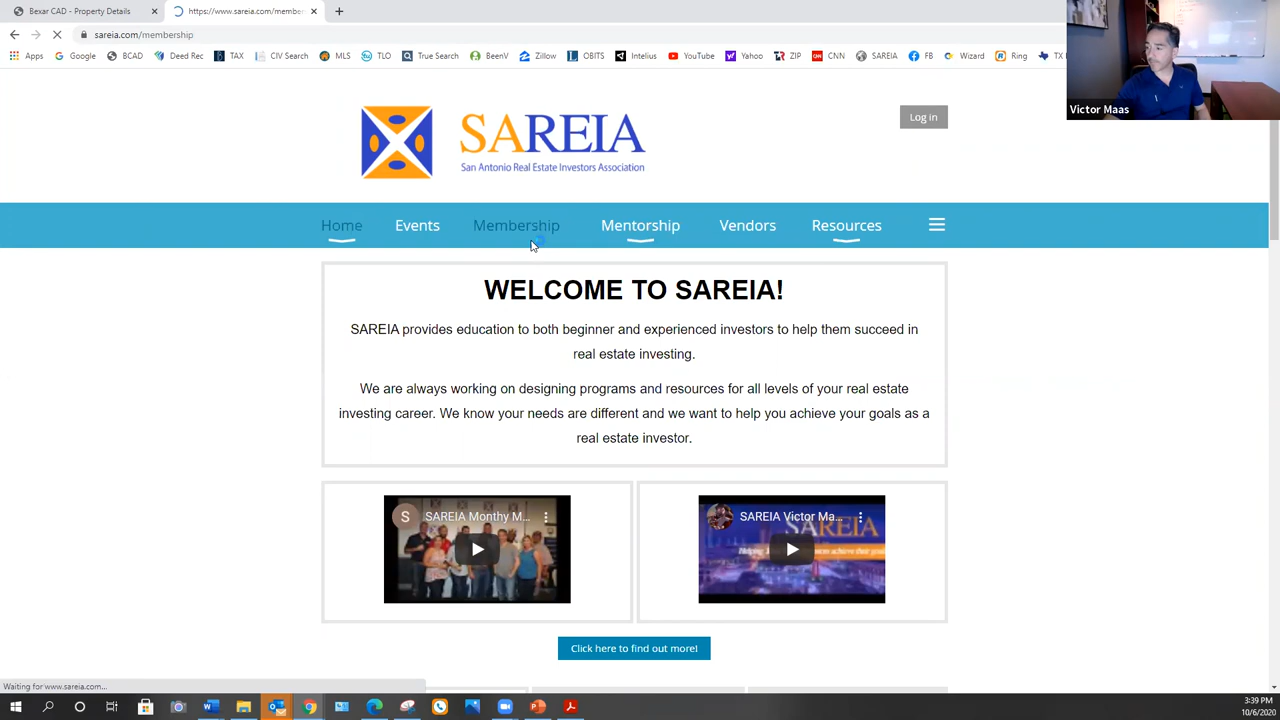 Bexar CAD - Property Details
https://www.sareia.com/member
sareia.com/membership
Apps Google BCAD Deed Rec TAX CIV Search MLS TLO True Search BeenV Zillow OBITS Intelius YouTube Yahoo ZIP CNN SAREIA FB Wizard Ring TX
Victor Maas
SAREIA
San Antonio Real Estate Investors Association
Log in
Home Events Membership Mentorship Vendors Resources
WELCOME TO SAREIA!
SAREIA provides education to both beginner and experienced investors to help them succeed in
real estate investing.
We are always working on designing programs and resources for all levels of your real estate
investing career. We know your needs are different and we want to help you achieve your goals as a
real estate investor.
S SAREIA Monthy M...
SAREIA Victor Ma...
SAREIA
Click here to find out more!
Waiting for www.sareia.com...
3:39 PM
10/6/2020